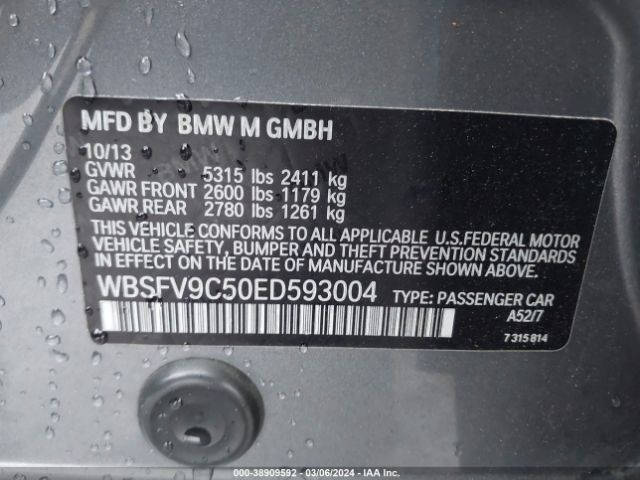 MFD BY BMW M GMBH
10/13
GVWR 5315 lbs 2411 kg
GAWR FRONT 2600 lbs 1179 kg
GAWR REAR 2780 lbs 1261 kg
THIS VEHICLE CONFORMS TO ALL APPLICABLE U.S.FEDERAL MOTOR
VEHICLE SAFETY, BUMPER AND THEFT PREVENTION STANDARDS
IN EFFECT ON THE DATE OF MANUFACTURE SHOWN ABOVE.
WBSFV9C50ED593004 TYPE: PASSENGER CAR
A52/7
7 315 814
000-38909592 - 03/06/2024 - IAA, Inc.